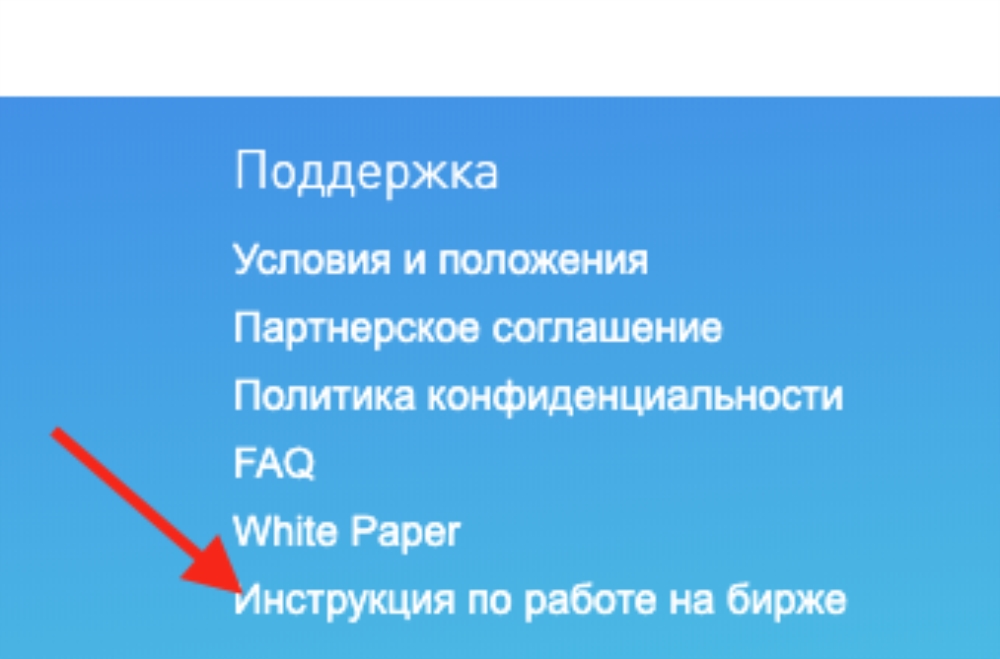 Поддержка
Условия и положения
Партнерское соглашение
Политика конфиденциальности
FAQ
White Paper
Инструкция по работе на бирже